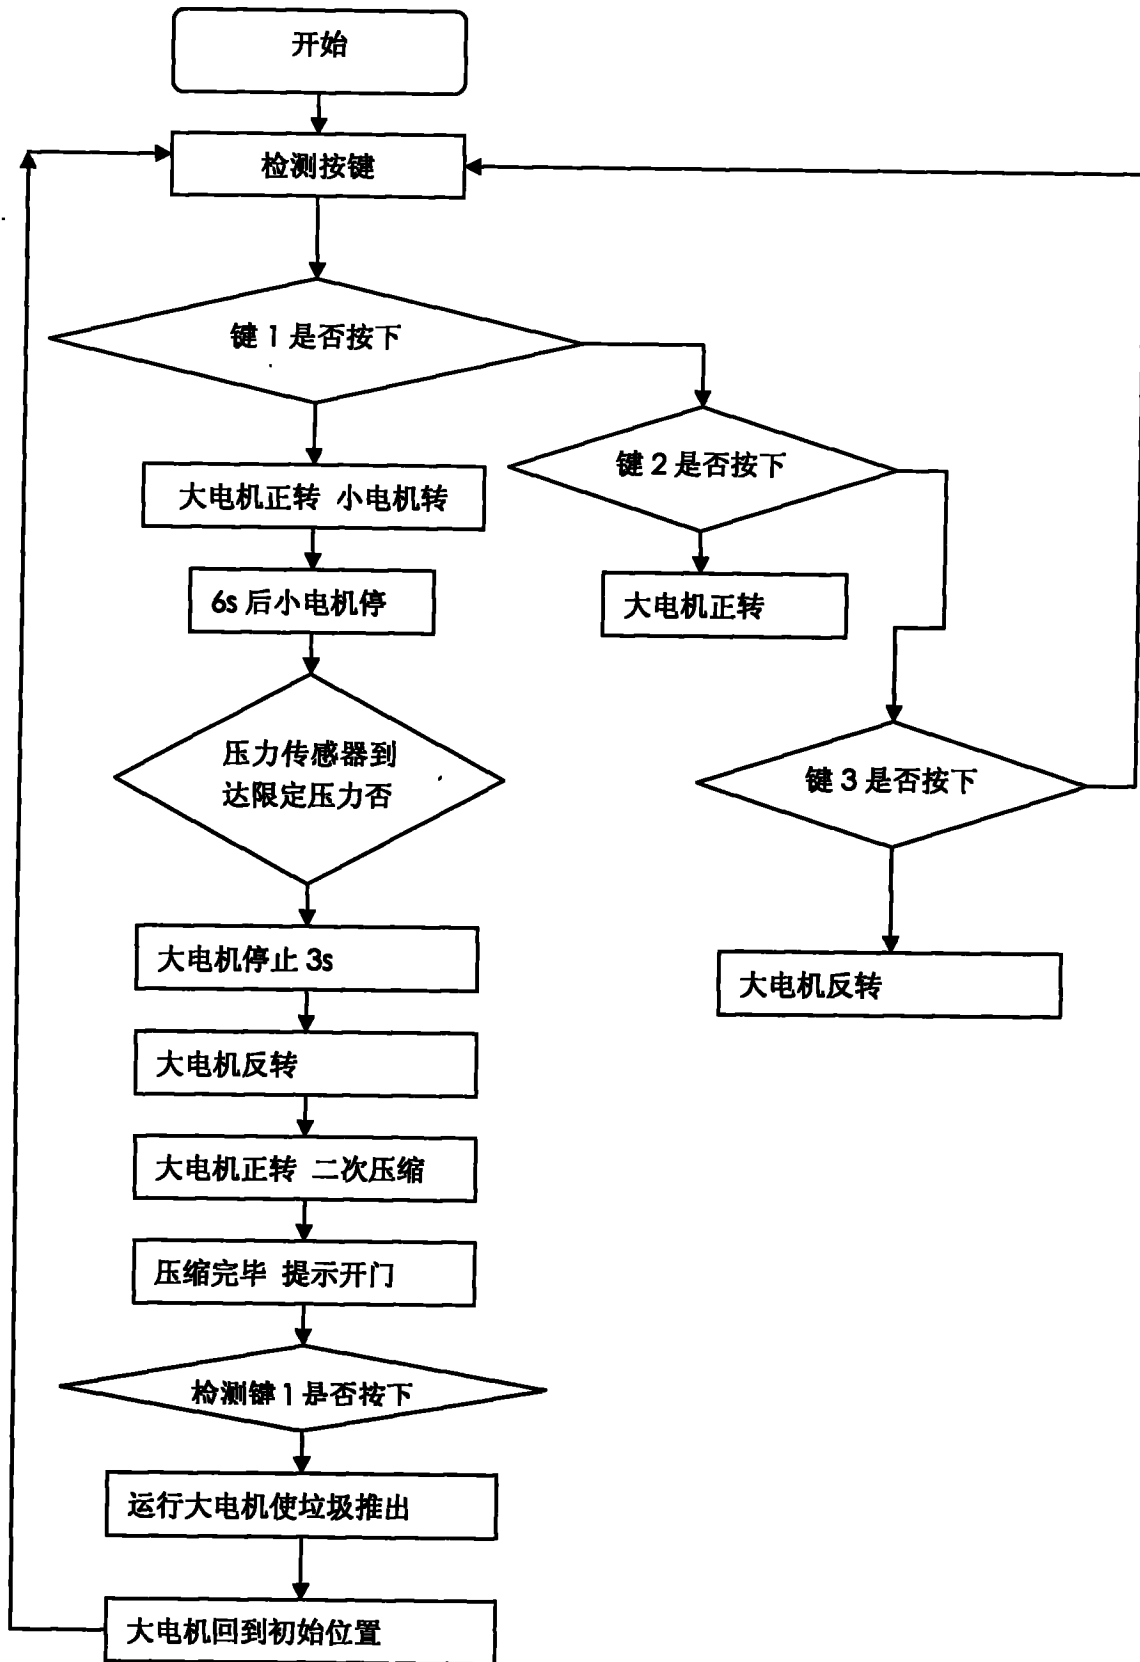 开始
检测按键
键 1 是否按下
键 2 是否按下
大电机正转 小电机转
6s 后小电机停
大电机正转
压力传感器到
达限定压力否
键 3 是否按下
大电机停止 3s
大电机反转
大电机反转
大电机正转 二次压缩
压缩完毕 提示开门
检测键 1 是否按下
运行大电机使垃圾推出
大电机回到初始位置